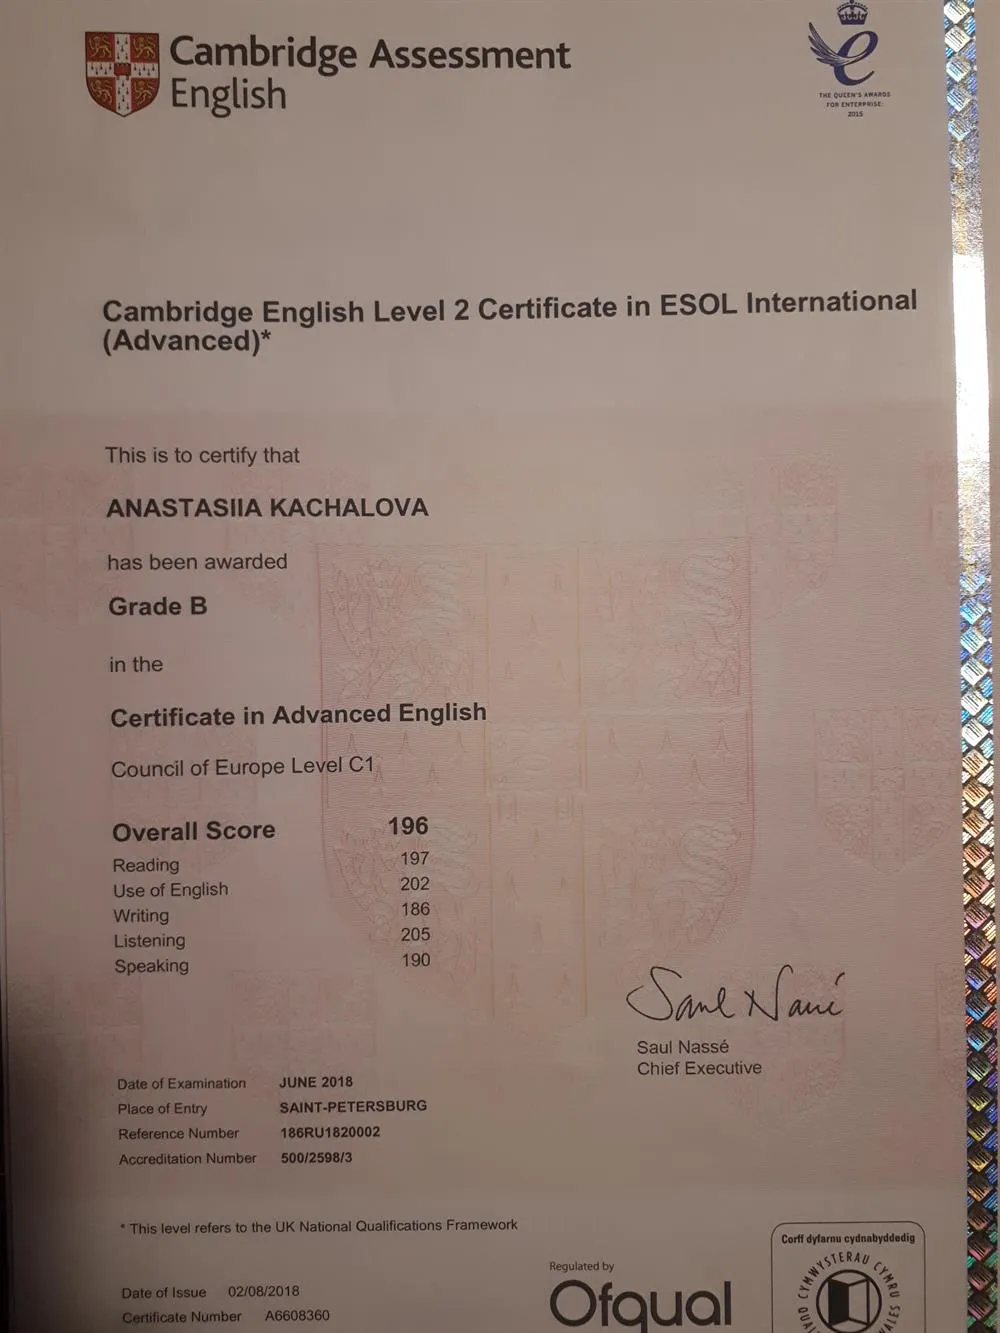 Cambridge Assessment
English
THE QUEEN'S AWARDS
FOR ENTERPRISE:
2015
Cambridge English Level 2 Certificate in ESOL International
(Advanced)*
This is to certify that
ANASTASIIA KACHALOVA
has been awarded
Grade B
in the
Certificate in Advanced English
Council of Europe Level C1
Overall Score 196
Reading 197
Use of English 202
Writing 186
Listening 205
Speaking 190
Saul Nassé
Saul Nassé
Chief Executive
Date of Examination JUNE 2018
Place of Entry SAINT-PETERSBURG
Reference Number 186RU1820002
Accreditation Number 500/2598/3
* This level refers to the UK National Qualifications Framework
Date of Issue 02/08/2018
Certificate Number A6608360
Regulated by
Ofqual
Corff dyfarnu cydnabyddedig
CYMWYSTERAU CYMRU